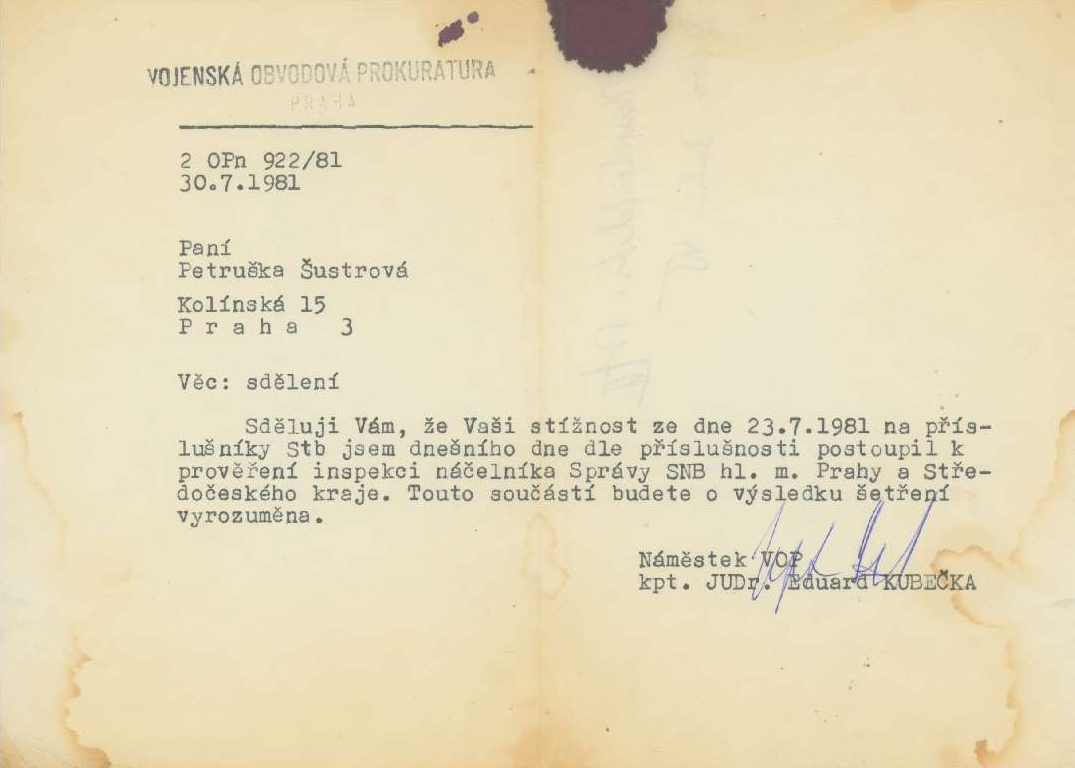 VOJENSKÁ OBVODOVÁ PROKURATURA
PRAHA
2 OPn 922/81
30.7.1981
Paní
Petruška Šustrová
Kolínská 15
P r a h a 3
Věc: sdělení
Sděluji Vám, že Vaši stížnost ze dne 23.7.1981 na přís-
lušníky Stb jsem dnešního dne dle příslušnosti postoupil k
prověření inspekci náčelníka Správy SNB hl. m. Prahy a Stře-
dočeského kraje. Touto součástí budete o výsledku šetření
vyrozuměna.
Náměstek VOP
kpt. JUDr. Eduard KUBEČKA